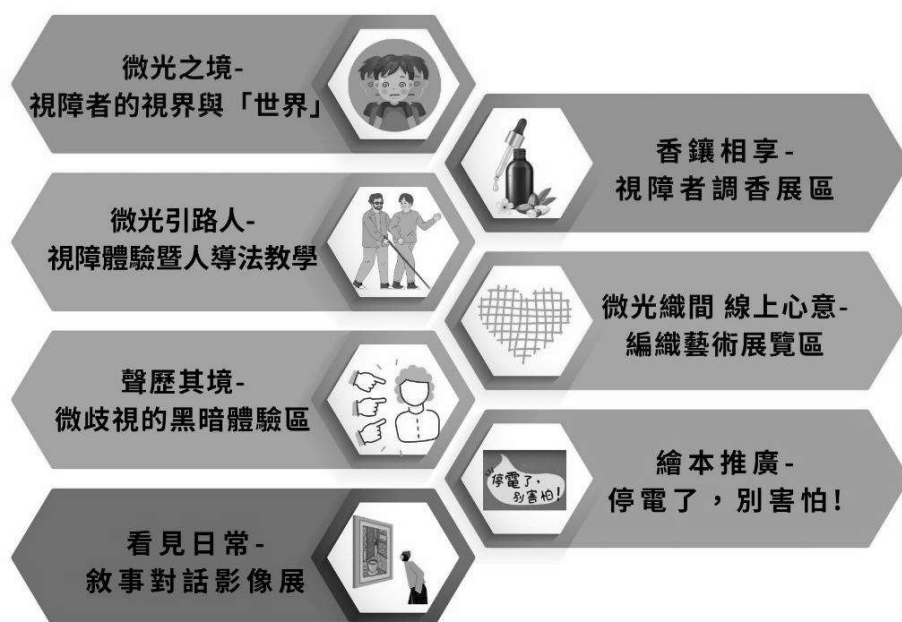 微光之境-
視障者的視界與「世界」
香鑲相享-
視障者調香展區
微光引路人-
視障體驗暨人導法教學
微光織間 線上心意-
編織藝術展覽區
聲歷其境-
微歧視的黑暗體驗區
停電了，
別害怕!
繪本推廣-
停電了，別害怕!
看見日常-
敘事對話影像展